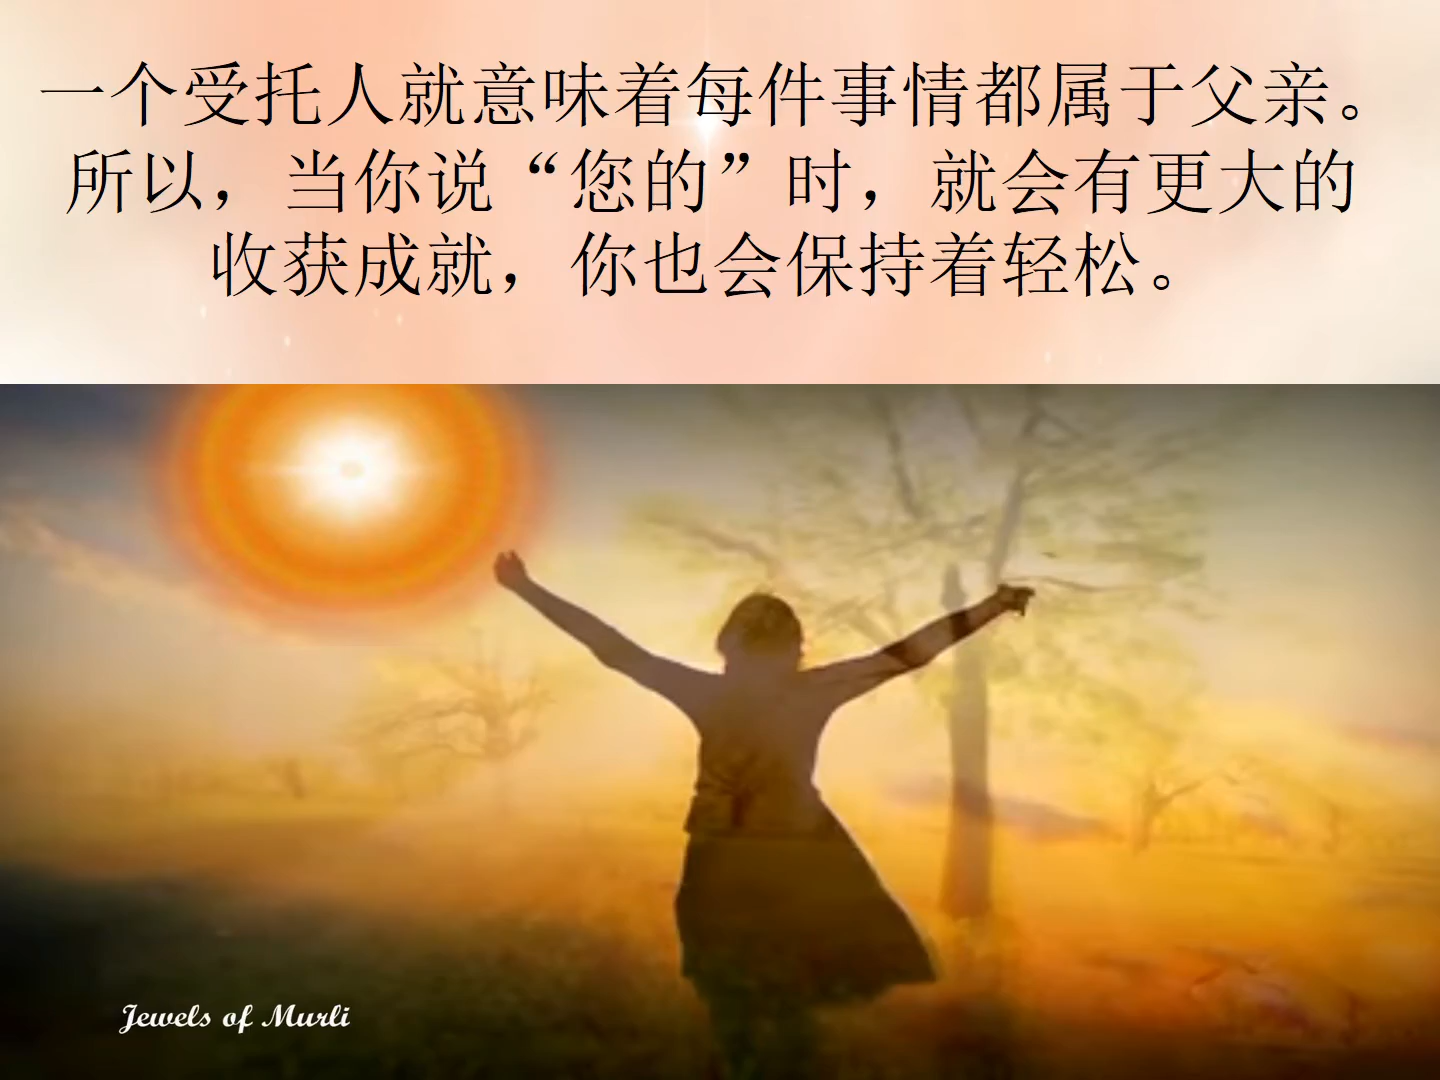 一个受托人就意味着每件事情都属于父亲。
所以，当你说“您的”时，就会有更大的
收获成就，你也会保持着轻松。
Jewels of Murli